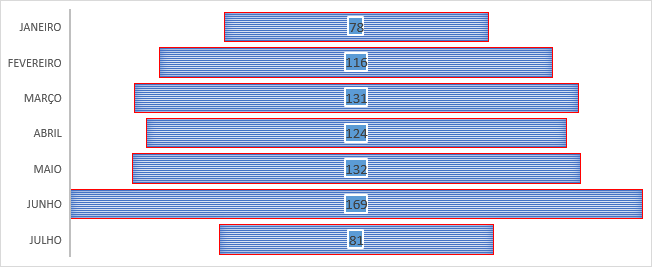 JANEIRO 78
FEVEREIRO 116
MARÇO 131
ABRIL 124
MAIO 132
JUNHO 169
JULHO 81